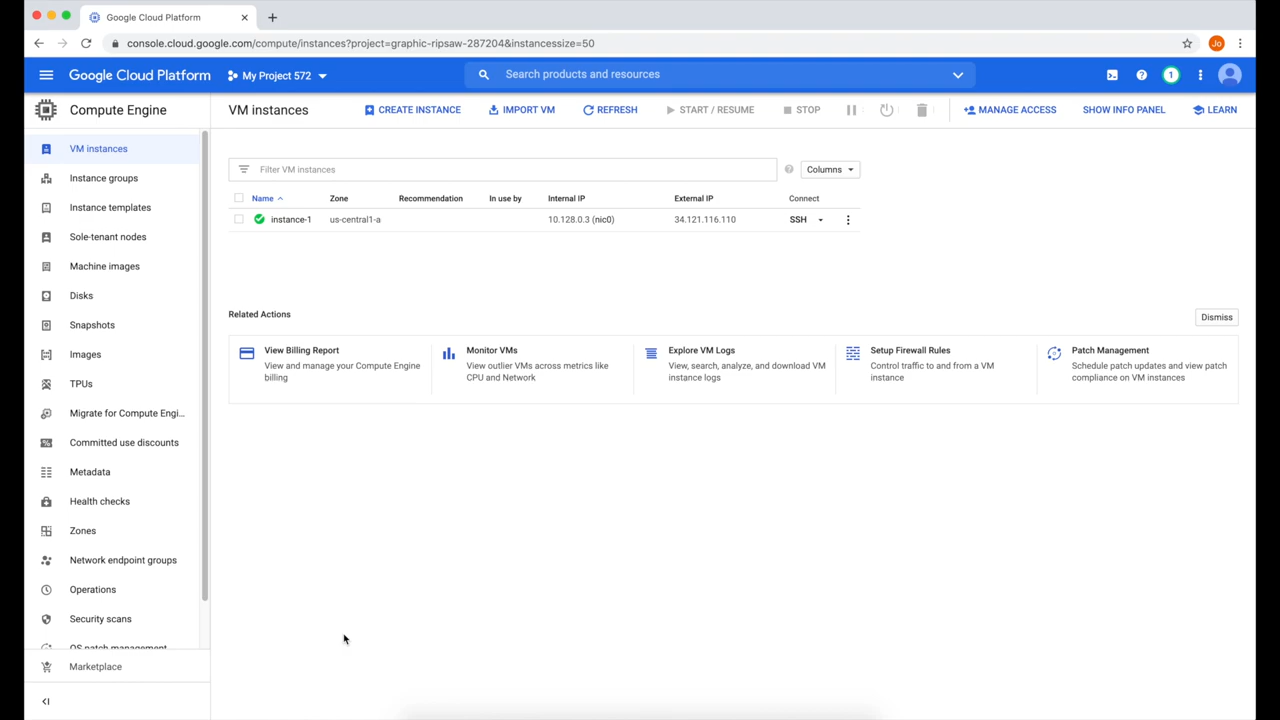 Google Cloud Platform
console.cloud.google.com/compute/instances?project=graphic-ripsaw-287204&instancessize=50
Jo
Google Cloud Platform
My Project 572
Search products and resources
1
Compute Engine
VM instances
CREATE INSTANCE
IMPORT VM
REFRESH
START / RESUME
STOP
MANAGE ACCESS
SHOW INFO PANEL
LEARN
VM instances
Instance groups
Instance templates
Sole-tenant nodes
Machine images
Disks
Snapshots
Images
TPUs
Migrate for Compute Engi...
Committed use discounts
Metadata
Health checks
Zones
Network endpoint groups
Operations
Security scans
OS patch management
Marketplace
Filter VM instances
Columns
Name Zone Recommendation In use by Internal IP External IP Connect
instance-1 us-central1-a 10.128.0.3 (nic0) 34.121.116.110 SSH
Related Actions
Dismiss
View Billing Report
View and manage your Compute Engine
billing
Monitor VMs
View outlier VMs across metrics like
CPU and Network
Explore VM Logs
View, search, analyze, and download VM
instance logs
Setup Firewall Rules
Control traffic to and from a VM
instance
Patch Management
Schedule patch updates and view patch
compliance on VM instances